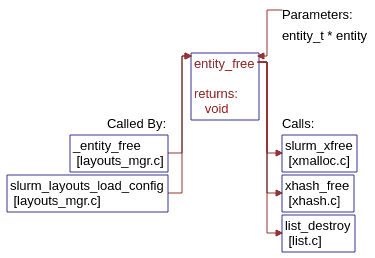 Parameters:
entity_t * entity
entity_free
returns:
void
Called By:
_entity_free
[layouts_mgr.c]
slurm_layouts_load_config
[layouts_mgr.c]
Calls:
slurm_xfree
[xmalloc.c]
xhash_free
[xhash.c]
list_destroy
[list.c]